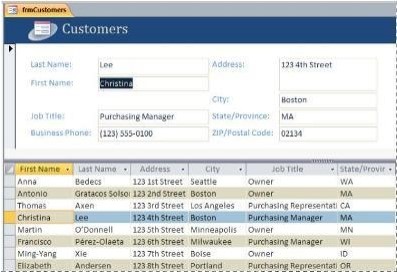 frmCustomers
Customers
Last Name: Lee Address: 123 4th Street
First Name: Christina
City: Boston
Job Title: Purchasing Manager State/Province: MA
Business Phone: (123) 555-0100 ZIP/Postal Code: 02134
First Name Last Name Address City Job Title State/Provin
Anna Bedecs 123 1st Street Seattle Owner WA
Antonio Gratacos Solso 123 2nd Street Boston Owner MA
Thomas Axen 123 3rd Street Los Angeles Purchasing Representati CA
Christina Lee 123 4th Street Boston Purchasing Manager MA
Martin O'Donnell 123 5th Street Minneapolis Owner MN
Francisco Pérez-Olaeta 123 6th Street Milwaukee Purchasing Manager WI
Ming-Yang Xie 123 7th Street Boise Owner ID
Elizabeth Andersen 123 8th Street Portland Purchasing Representati OR